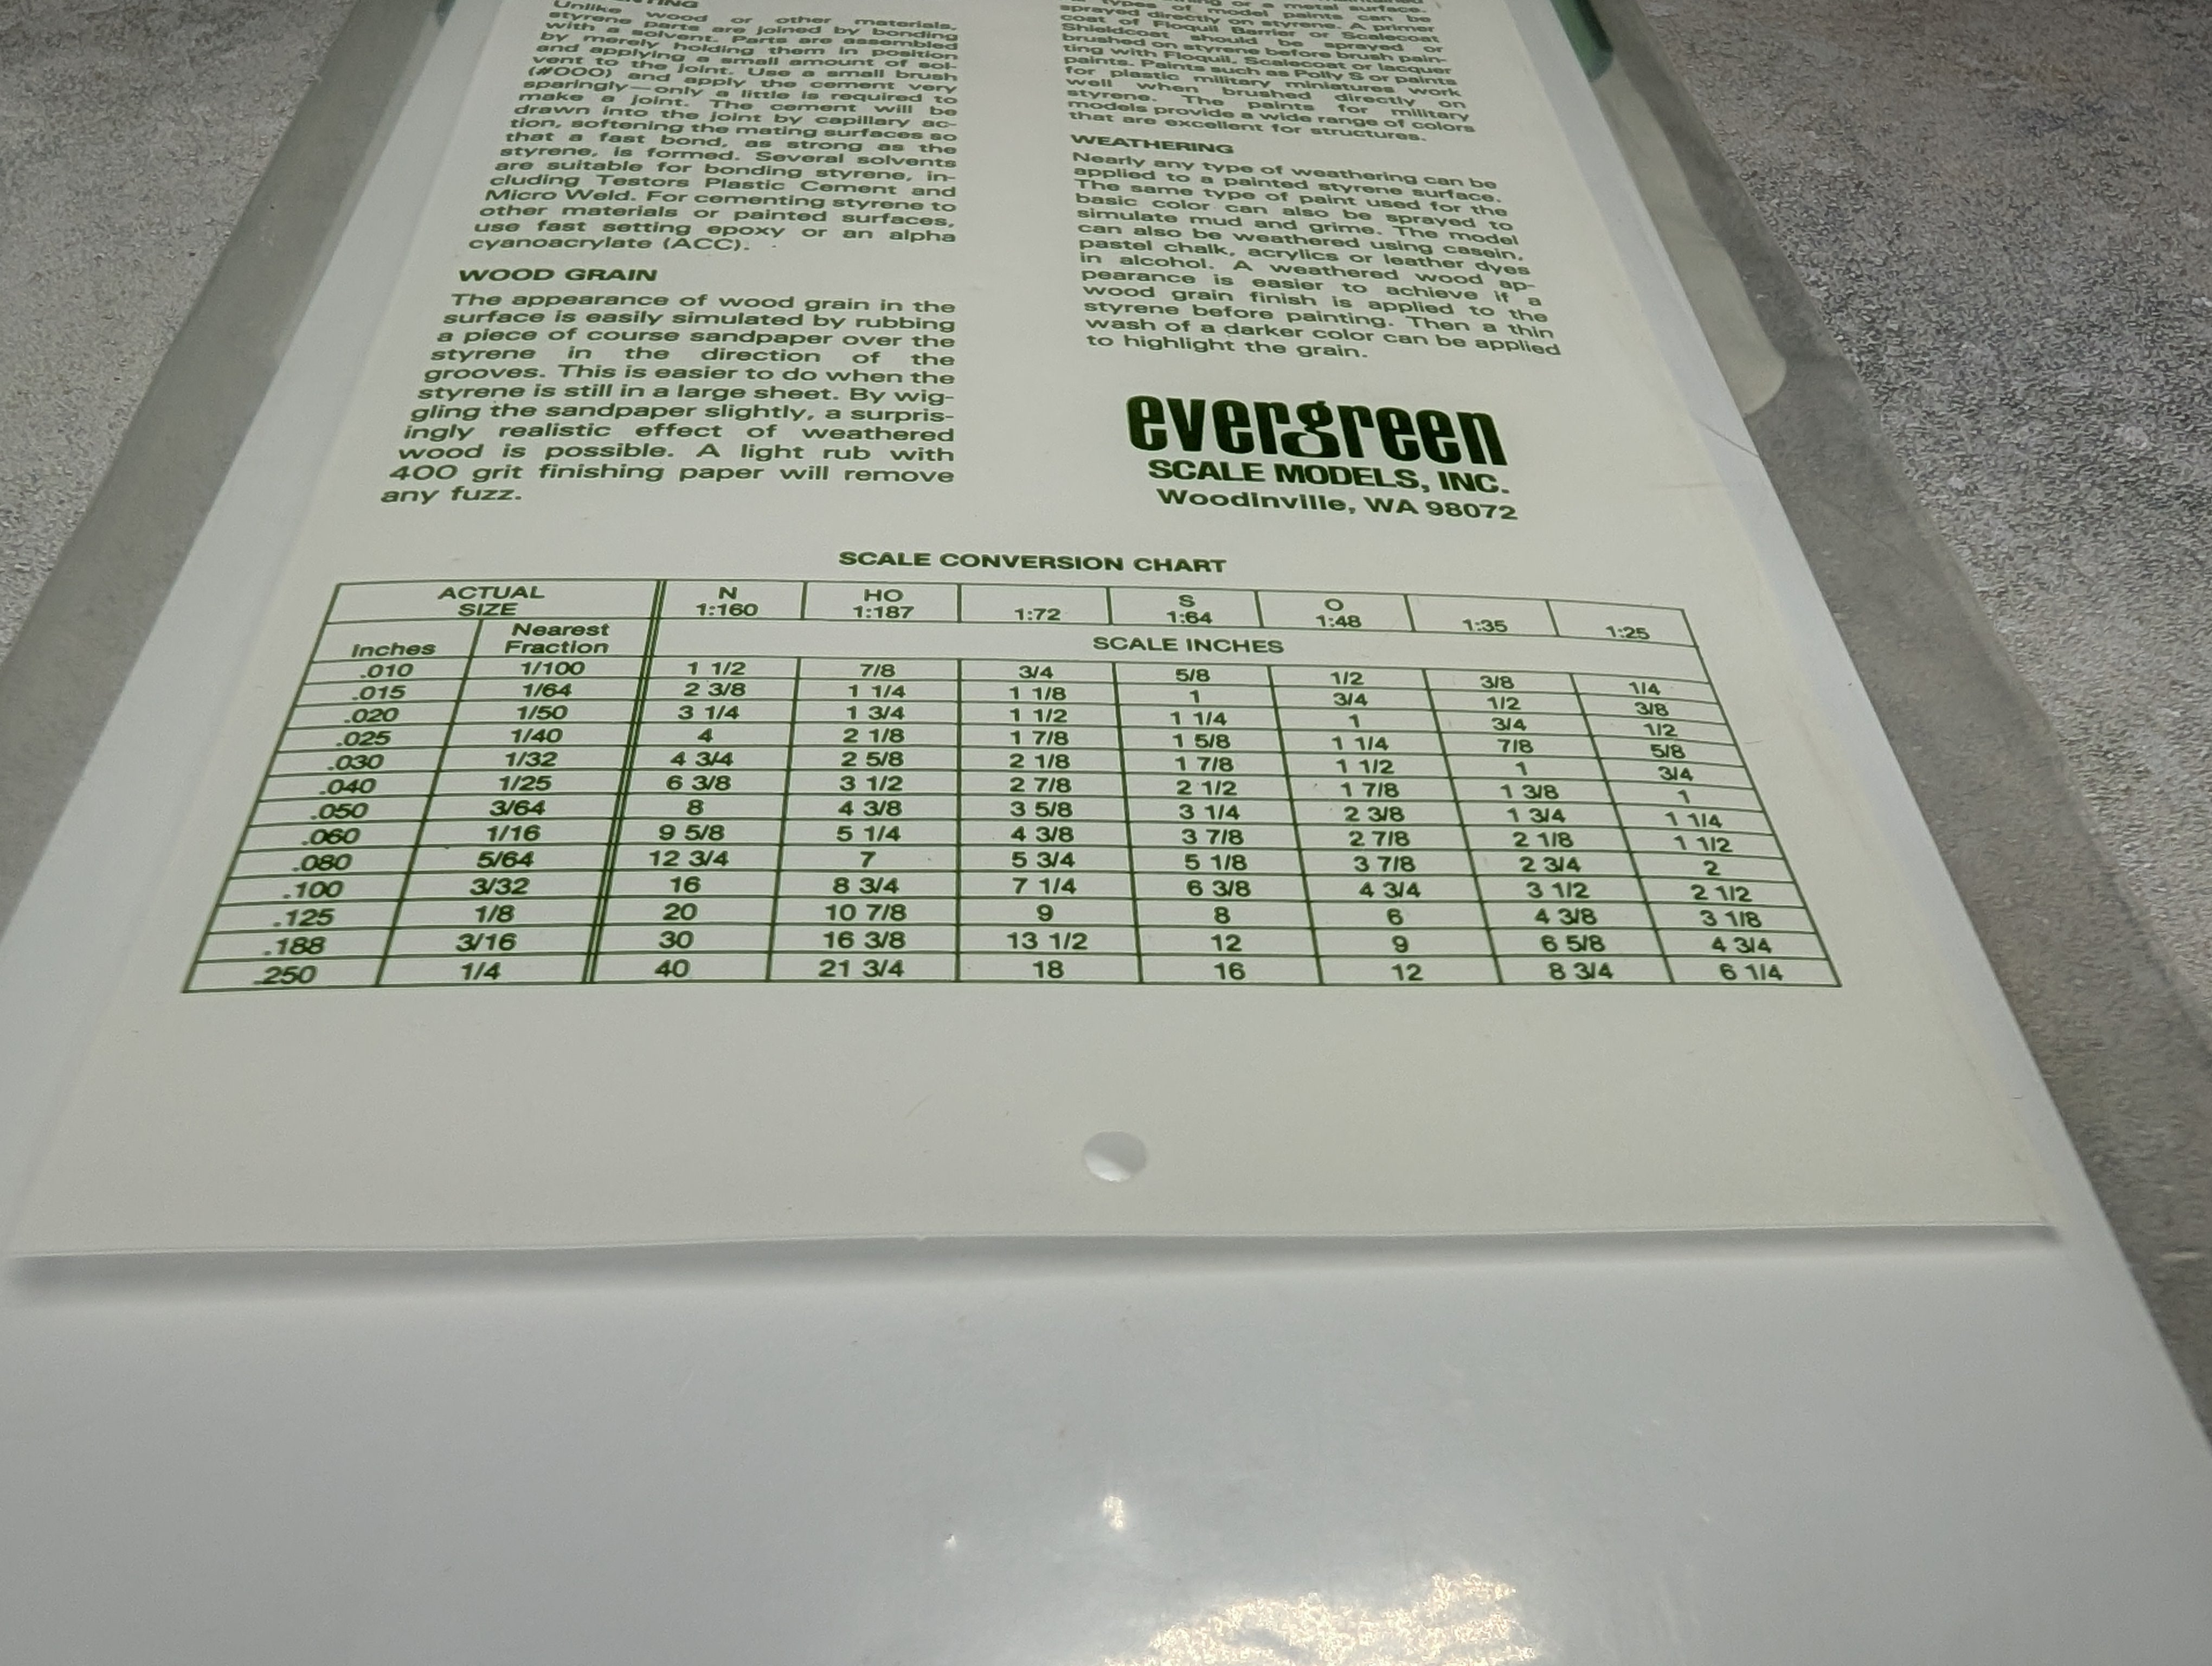 Unlike wood or other materials,
styrene parts are joined by bonding
with a solvent. Parts are assembled
by merely holding them in position
and applying a small amount of sol-
vent to the joint. Use a small brush
(#000) and apply the cement very
sparingly—only a little is required to
make a joint. The cement will be
drawn into the joint by capillary ac-
tion, softening the mating surfaces so
that a fast bond, as strong as the
styrene, is formed. Several solvents
are suitable for bonding styrene, in-
cluding Testors Plastic Cement and
Micro Weld. For cementing styrene to
other materials or painted surfaces,
use fast setting epoxy or an alpha
cyanoacrylate (ACC).
WOOD GRAIN
The appearance of wood grain in the
surface is easily simulated by rubbing
a piece of course sandpaper over the
styrene in the direction of the
grooves. This is easier to do when the
styrene is still in a large sheet. By wig-
gling the sandpaper slightly, a surpris-
ingly realistic effect of weathered
wood is possible. A light rub with
400 grit finishing paper will remove
any fuzz.
or a metal surface.
types of model paints can be
sprayed directly on styrene. A primer
coat of Floquil Barrier or Scalecoat
Shieldcoat should be sprayed or
brushed on styrene before brush pain-
ting with Floquil, Scalecoat or lacquer
paints. Paints such as Polly S or paints
for plastic military miniatures work
well when brushed directly on
styrene. The paints for military
models provide a wide range of colors
that are excellent for structures.
WEATHERING
Nearly any type of weathering can be
applied to a painted styrene surface.
The same type of paint used for the
basic color can also be sprayed to
simulate mud and grime. The model
can also be weathered using casein,
pastel chalk, acrylics or leather dyes
in alcohol. A weathered wood ap-
pearance is easier to achieve if a
wood grain finish is applied to the
styrene before painting. Then a thin
wash of a darker color can be applied
to highlight the grain.
evergreen
SCALE MODELS, INC.
Woodinville, WA 98072
SCALE CONVERSION CHART
ACTUAL SIZE N 1:160 HO 1:187 1:72 S 1:64 O 1:48 1:35 1:25
Inches Nearest Fraction SCALE INCHES
.010 1/100 1 1/2 7/8 3/4 5/8 1/2 3/8 1/4
.015 1/64 2 3/8 1 1/4 1 1/8 1 3/4 1/2 3/8
.020 1/50 3 1/4 1 3/4 1 1/2 1 1/4 1 3/4 1/2
.025 1/40 4 2 1/8 1 7/8 1 5/8 1 1/4 7/8 5/8
.030 1/32 4 3/4 2 5/8 2 1/8 1 7/8 1 1/2 1 3/4
.040 1/25 6 3/8 3 1/2 2 7/8 2 1/2 1 7/8 1 3/8 1
.050 3/64 8 4 3/8 3 5/8 3 1/4 2 3/8 1 3/4 1 1/4
.060 1/16 9 5/8 5 1/4 4 3/8 3 7/8 2 7/8 2 1/8 1 1/2
.080 5/64 12 3/4 7 5 3/4 5 1/8 3 7/8 2 3/4 2
.100 3/32 16 8 3/4 7 1/4 6 3/8 4 3/4 3 1/2 2 1/2
.125 1/8 20 10 7/8 9 8 6 4 3/8 3 1/8
.188 3/16 30 16 3/8 13 1/2 12 9 6 5/8 4 3/4
.250 1/4 40 21 3/4 18 16 12 8 3/4 6 1/4